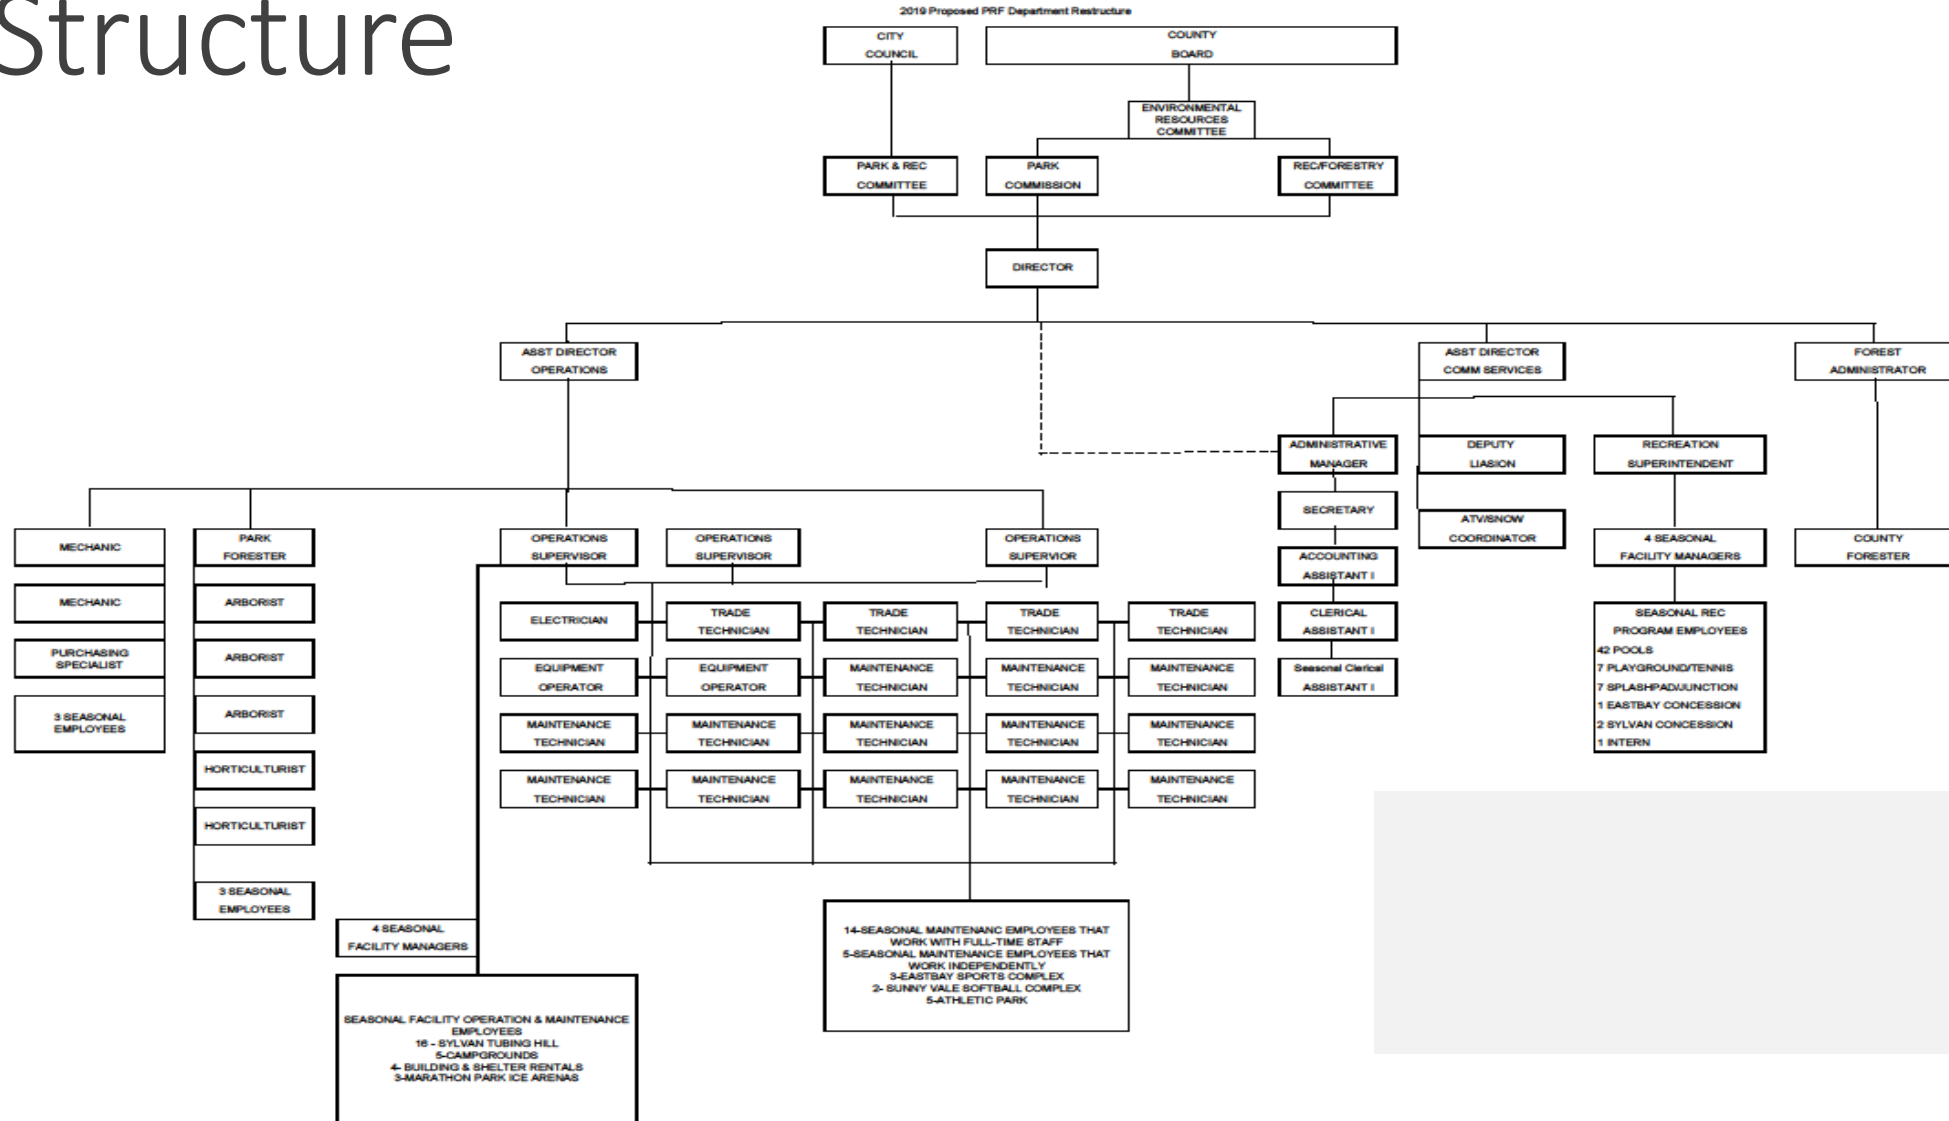 Structure
2019 Proposed PRF Department Restructure
CITY
COUNCIL
COUNTY
BOARD
ENVIRONMENTAL
RESOURCES
COMMITTEE
PARK & REC
COMMITTEE
PARK
COMMISSION
REC/FORESTRY
COMMITTEE
DIRECTOR
ASST DIRECTOR
OPERATIONS
ASST DIRECTOR
COMM SERVICES
FOREST
ADMINISTRATOR
ADMINISTRATIVE
MANAGER
DEPUTY
LIASION
RECREATION
SUPERINTENDENT
SECRETARY
ATV/SNOW
COORDINATOR
MECHANIC
PARK
FORESTER
OPERATIONS
SUPERVISOR
OPERATIONS
SUPERVISOR
OPERATIONS
SUPERVIOR
ACCOUNTING
ASSISTANT I
4 SEASONAL
FACILITY MANAGERS
COUNTY
FORESTER
MECHANIC
ARBORIST
ELECTRICIAN
TRADE
TECHNICIAN
TRADE
TECHNICIAN
TRADE
TECHNICIAN
TRADE
TECHNICIAN
CLERICAL
ASSISTANT I
SEASONAL REC
PROGRAM EMPLOYEES
42 POOLS
7 PLAYGROUND/TENNIS
7 SPLASHPAD/JUNCTION
1 EASTBAY CONCESSION
2 SYLVAN CONCESSION
1 INTERN
PURCHASING
SPECIALIST
ARBORIST
EQUIPMENT
OPERATOR
EQUIPMENT
OPERATOR
MAINTENANCE
TECHNICIAN
MAINTENANCE
TECHNICIAN
MAINTENANCE
TECHNICIAN
Seasonal Clerical
ASSISTANT I
3 SEASONAL
EMPLOYEES
ARBORIST
MAINTENANCE
TECHNICIAN
MAINTENANCE
TECHNICIAN
MAINTENANCE
TECHNICIAN
MAINTENANCE
TECHNICIAN
MAINTENANCE
TECHNICIAN
HORTICULTURIST
MAINTENANCE
TECHNICIAN
MAINTENANCE
TECHNICIAN
MAINTENANCE
TECHNICIAN
MAINTENANCE
TECHNICIAN
MAINTENANCE
TECHNICIAN
HORTICULTURIST
3 SEASONAL
EMPLOYEES
4 SEASONAL
FACILITY MANAGERS
14-SEASONAL MAINTENANC EMPLOYEES THAT
WORK WITH FULL-TIME STAFF
5-SEASONAL MAINTENANCE EMPLOYEES THAT
WORK INDEPENDENTLY
3-EASTBAY SPORTS COMPLEX
2- SUNNY VALE SOFTBALL COMPLEX
5-ATHLETIC PARK
SEASONAL FACILITY OPERATION & MAINTENANCE
EMPLOYEES
16 - SYLVAN TUBING HILL
5-CAMPGROUNDS
4- BUILDING & SHELTER RENTALS
3-MARATHON PARK ICE ARENAS